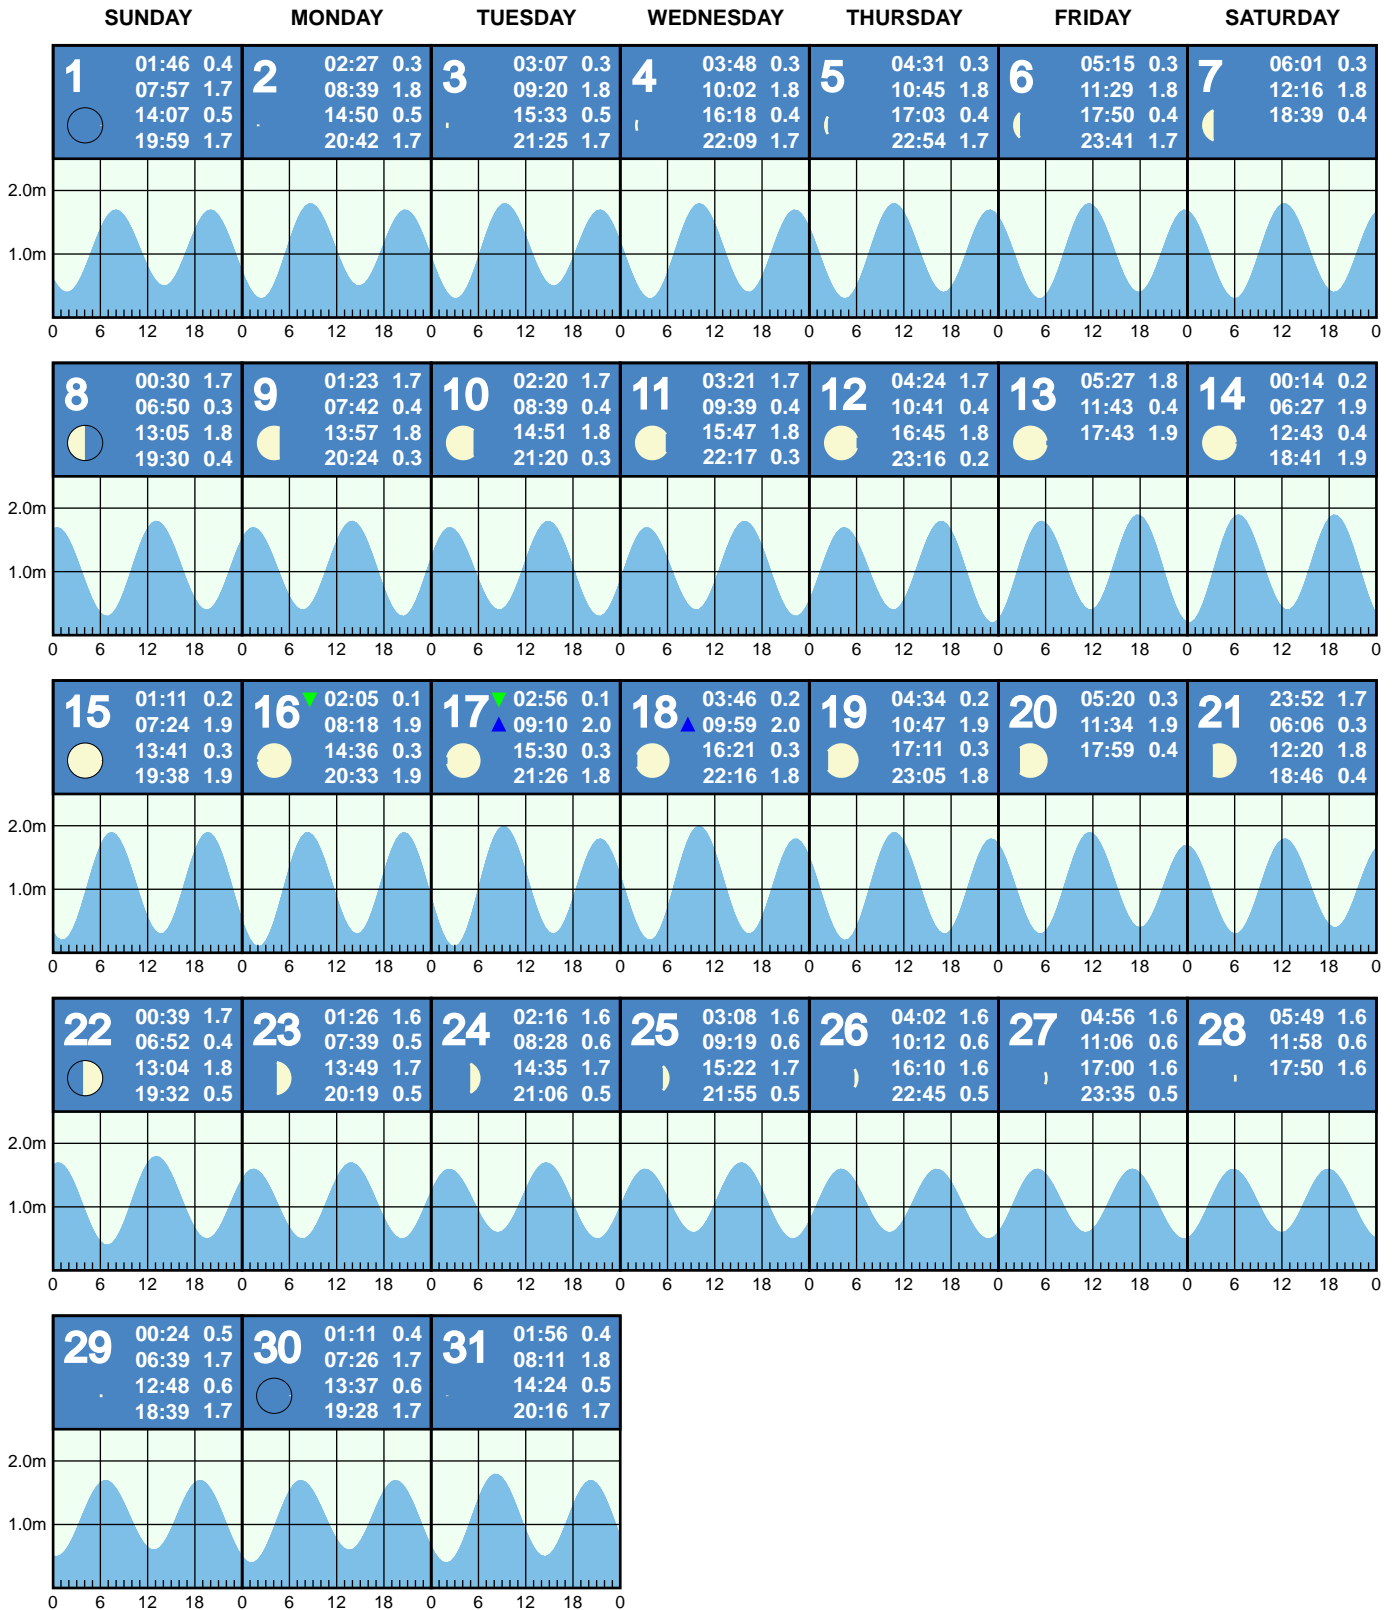 SUNDAY MONDAY TUESDAY WEDNESDAY THURSDAY FRIDAY SATURDAY
1 01:46 0.4
07:57 1.7
14:07 0.5
19:59 1.7
2 02:27 0.3
08:39 1.8
14:50 0.5
20:42 1.7
3 03:07 0.3
09:20 1.8
15:33 0.5
21:25 1.7
4 03:48 0.3
10:02 1.8
16:18 0.4
22:09 1.7
5 04:31 0.3
10:45 1.8
17:03 0.4
22:54 1.7
6 05:15 0.3
11:29 1.8
17:50 0.4
23:41 1.7
7 06:01 0.3
12:16 1.8
18:39 0.4
2.0m
1.0m
0 6 12 18 0 6 12 18 0 6 12 18 0 6 12 18 0 6 12 18 0 6 12 18 0 6 12 18 0
8 00:30 1.7
06:50 0.3
13:05 1.8
19:30 0.4
9 01:23 1.7
07:42 0.4
13:57 1.8
20:24 0.3
10 02:20 1.7
08:39 0.4
14:51 1.8
21:20 0.3
11 03:21 1.7
09:39 0.4
15:47 1.8
22:17 0.3
12 04:24 1.7
10:41 0.4
16:45 1.8
23:16 0.2
13 05:27 1.8
11:43 0.4
17:43 1.9
14 00:14 0.2
06:27 1.9
12:43 0.4
18:41 1.9
2.0m
1.0m
0 6 12 18 0 6 12 18 0 6 12 18 0 6 12 18 0 6 12 18 0 6 12 18 0 6 12 18 0
15 01:11 0.2
07:24 1.9
13:41 0.3
19:38 1.9
16 02:05 0.1
08:18 1.9
14:36 0.3
20:33 1.9
17 02:56 0.1
09:10 2.0
15:30 0.3
21:26 1.8
18 03:46 0.2
09:59 2.0
16:21 0.3
22:16 1.8
19 04:34 0.2
10:47 1.9
17:11 0.3
23:05 1.8
20 05:20 0.3
11:34 1.9
17:59 0.4
21 23:52 1.7
06:06 0.3
12:20 1.8
18:46 0.4
2.0m
1.0m
0 6 12 18 0 6 12 18 0 6 12 18 0 6 12 18 0 6 12 18 0 6 12 18 0 6 12 18 0
22 00:39 1.7
06:52 0.4
13:04 1.8
19:32 0.5
23 01:26 1.6
07:39 0.5
13:49 1.7
20:19 0.5
24 02:16 1.6
08:28 0.6
14:35 1.7
21:06 0.5
25 03:08 1.6
09:19 0.6
15:22 1.7
21:55 0.5
26 04:02 1.6
10:12 0.6
16:10 1.6
22:45 0.5
27 04:56 1.6
11:06 0.6
17:00 1.6
23:35 0.5
28 05:49 1.6
11:58 0.6
17:50 1.6
2.0m
1.0m
0 6 12 18 0 6 12 18 0 6 12 18 0 6 12 18 0 6 12 18 0 6 12 18 0 6 12 18 0
29 00:24 0.5
06:39 1.7
12:48 0.6
18:39 1.7
30 01:11 0.4
07:26 1.7
13:37 0.6
19:28 1.7
31 01:56 0.4
08:11 1.8
14:24 0.5
20:16 1.7
2.0m
1.0m
0 6 12 18 0 6 12 18 0 6 12 18 0